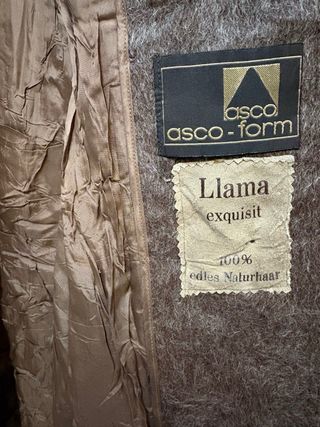 asco
asco-form
Llama
exquisit
100%
edles Naturhaar